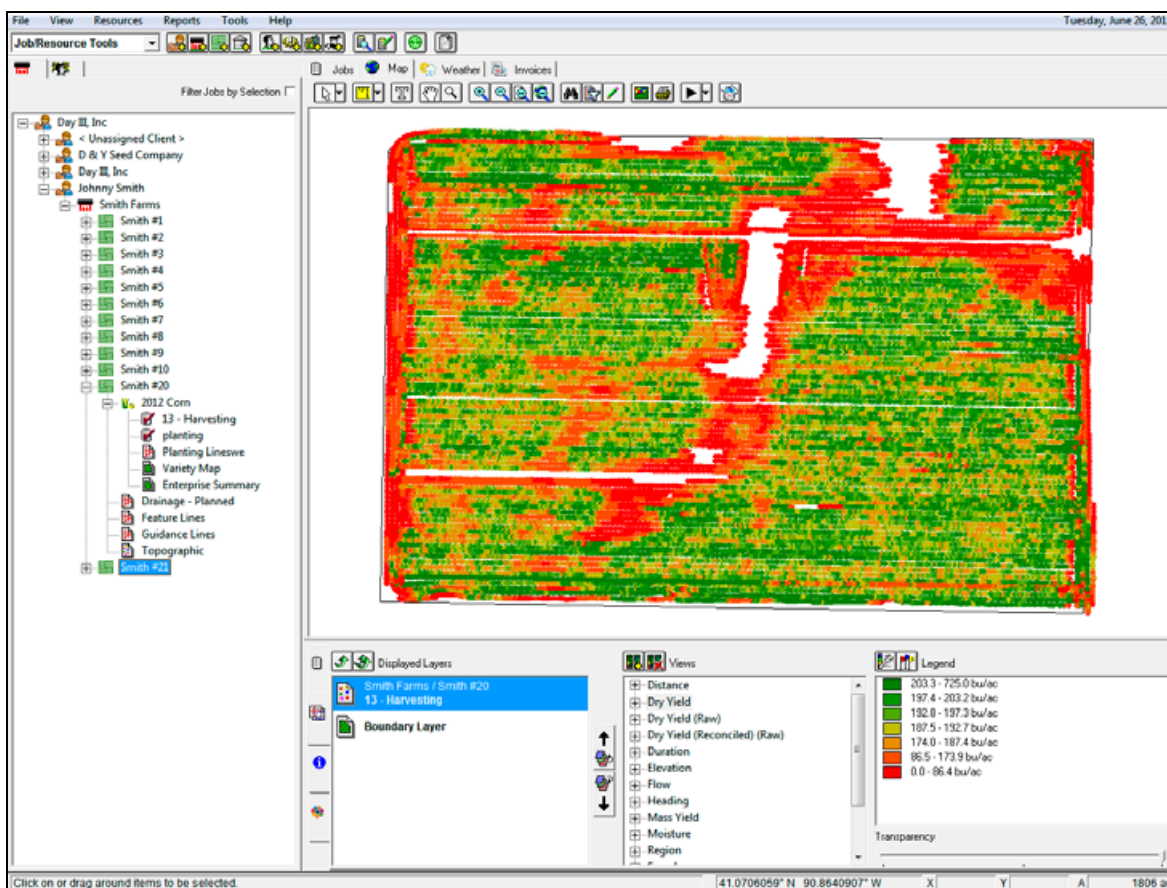 File View Resources Reports Tools Help Tuesday, June 26, 201
Job/Resource Tools
Jobs Map Weather Invoices
Filter Jobs by Selection
Day III, Inc
< Unassigned Client >
D & Y Seed Company
Day III, Inc
Johnny Smith
Smith Farms
Smith #1
Smith #2
Smith #3
Smith #4
Smith #5
Smith #6
Smith #7
Smith #8
Smith #9
Smith #10
Smith #20
2012 Corn
13 - Harvesting
planting
Planting Lineswe
Variety Map
Enterprise Summary
Drainage - Planned
Feature Lines
Guidance Lines
Topographic
Smith #21
Displayed Layers
Smith Farms / Smith #20
13 - Harvesting
Boundary Layer
Views
Distance
Dry Yield
Dry Yield (Raw)
Dry Yield (Reconciled) (Raw)
Duration
Elevation
Flow
Heading
Mass Yield
Moisture
Region
Legend
203.3 - 725.0 bu/ac
197.4 - 203.2 bu/ac
192.8 - 197.3 bu/ac
187.5 - 192.7 bu/ac
174.0 - 187.4 bu/ac
86.5 - 173.9 bu/ac
0.0 - 86.4 bu/ac
Transparency
Click on or drag around items to be selected. 41.0706059° N 90.8640907° W X Y A 1806